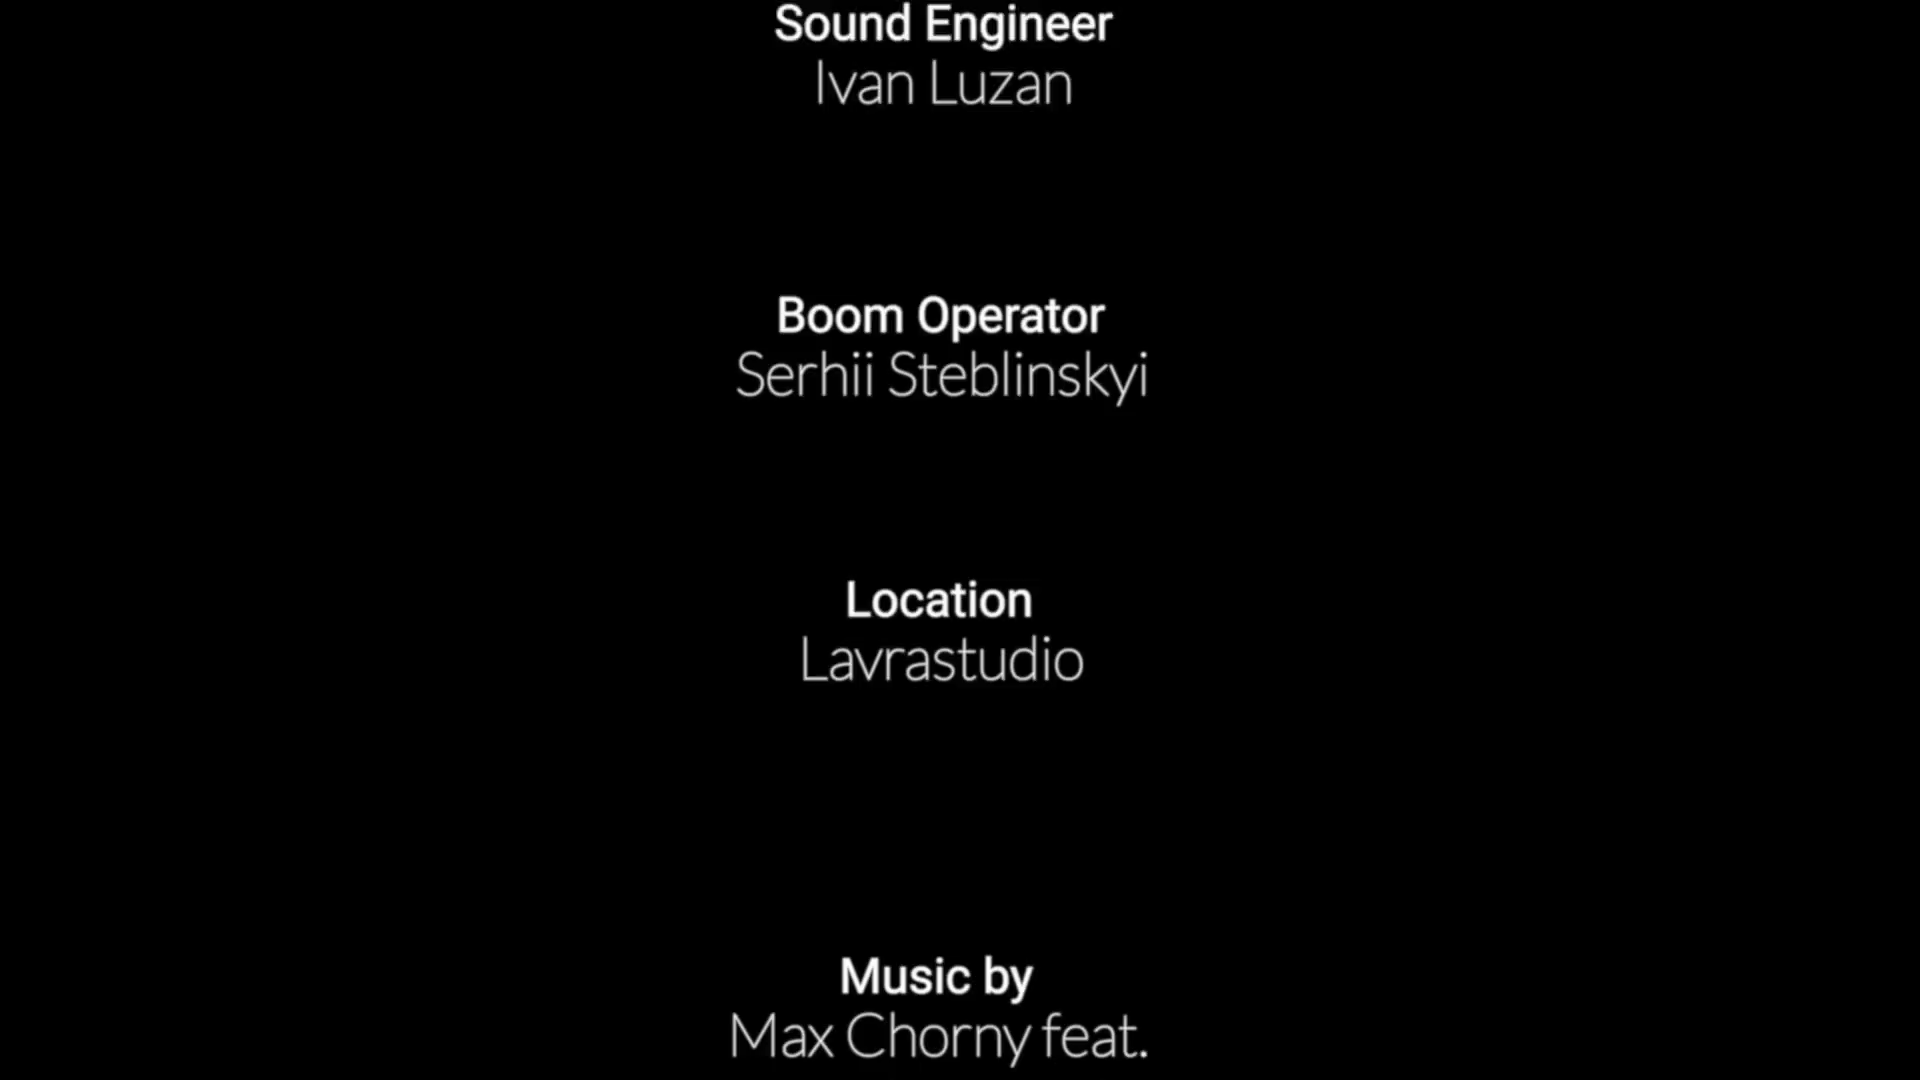 Sound Engineer
Ivan Luzan
Boom Operator
Serhii Steblinskyi
Location
Lavrastudio
Music by
Max Chorny feat.